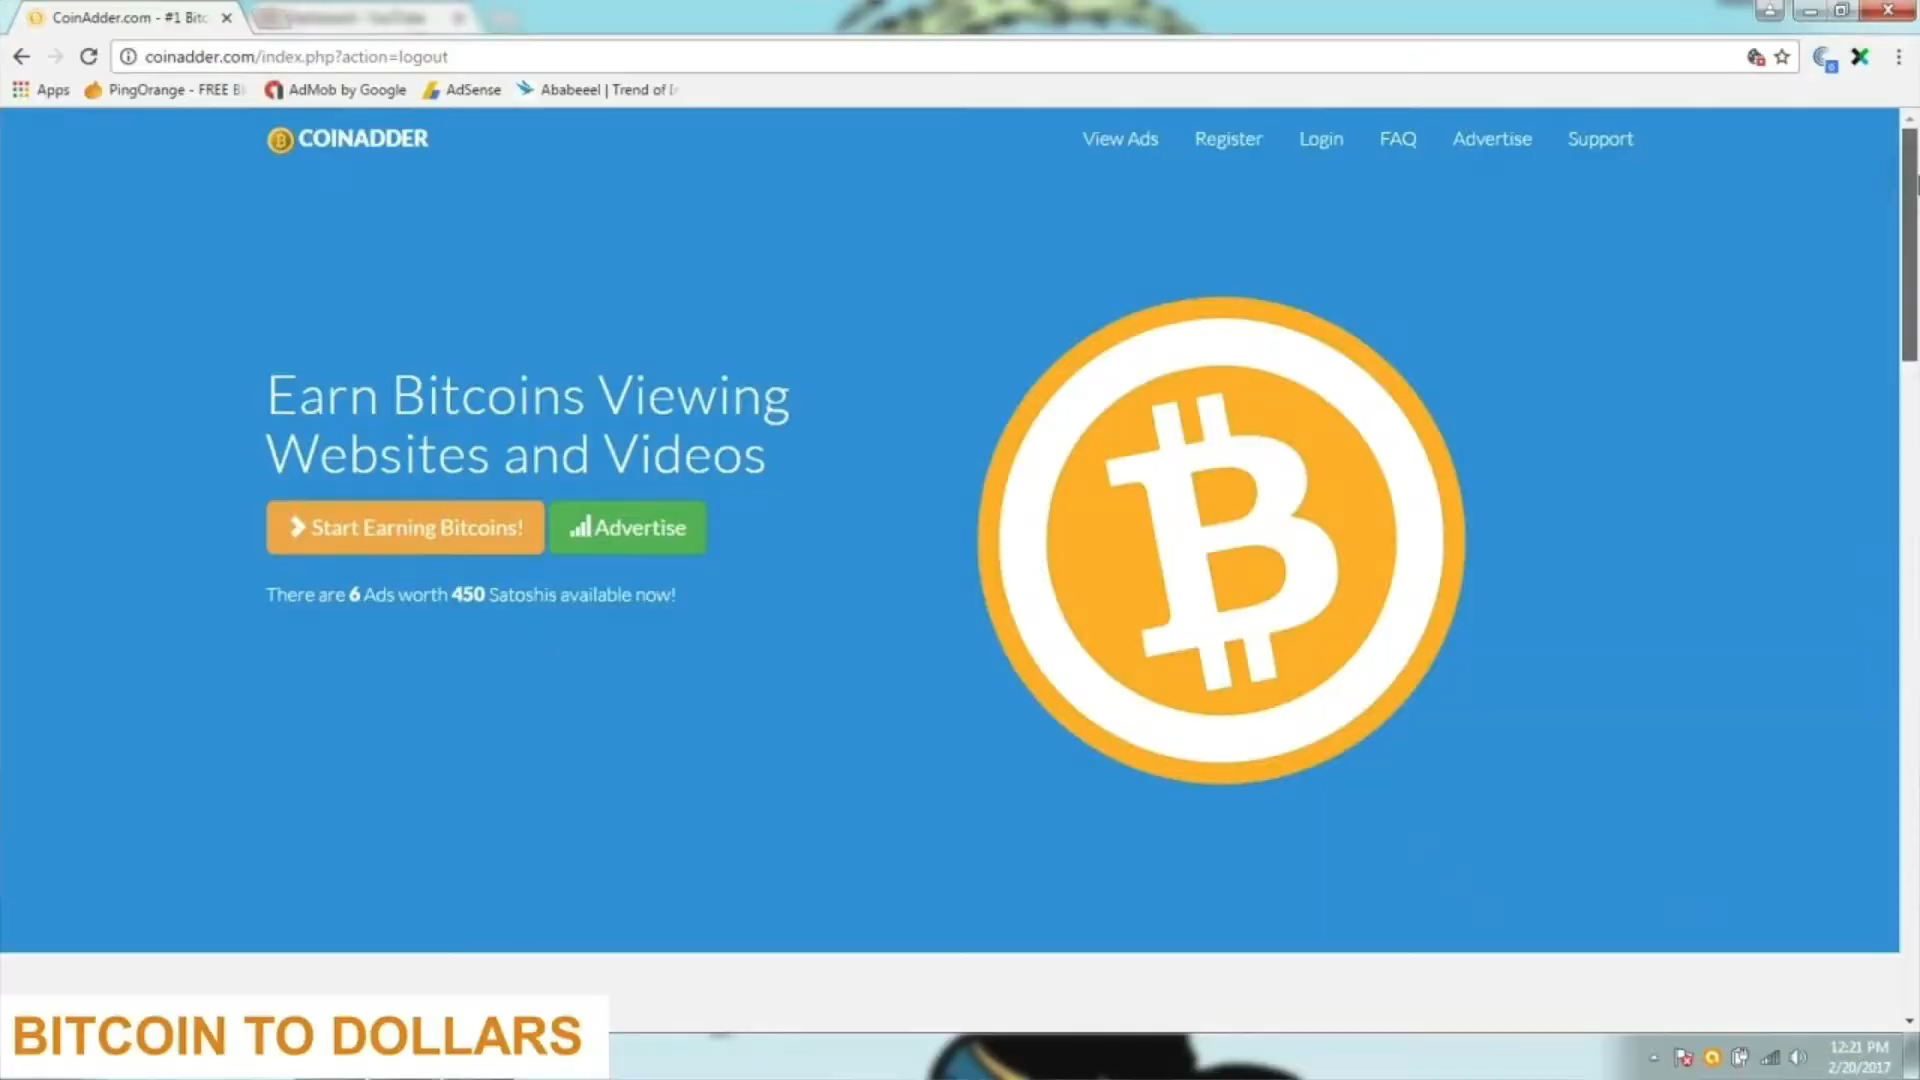 CoinAdder.com - #1 Bitc
coinadder.com/index.php?action=logout
Apps PingOrange - FREE AdMob by Google AdSense Ababeeel | Trend of
COINADDER View Ads Register Login FAQ Advertise Support
Earn Bitcoins Viewing
Websites and Videos
Start Earning Bitcoins! Advertise
There are 6 Ads worth 450 Satoshis available now!
BITCOIN TO DOLLARS
12:21 PM
2/20/2017